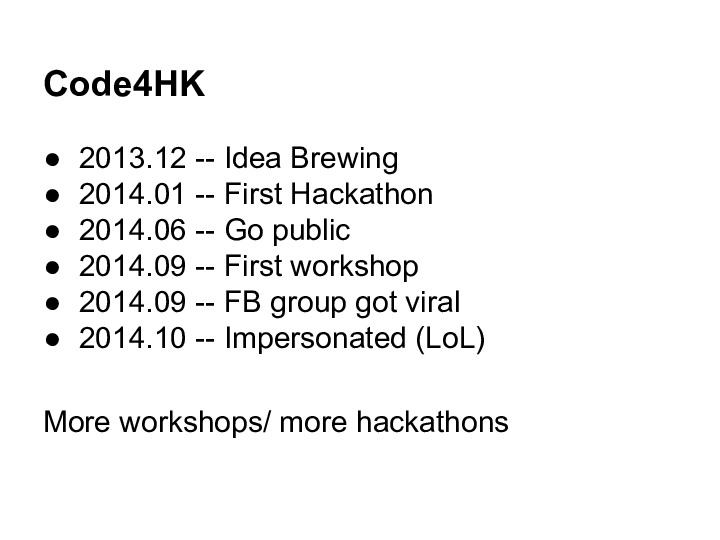 Code4HK
● 2013.12 -- Idea Brewing
● 2014.01 -- First Hackathon
● 2014.06 -- Go public
● 2014.09 -- First workshop
● 2014.09 -- FB group got viral
● 2014.10 -- Impersonated (LoL)
More workshops/ more hackathons